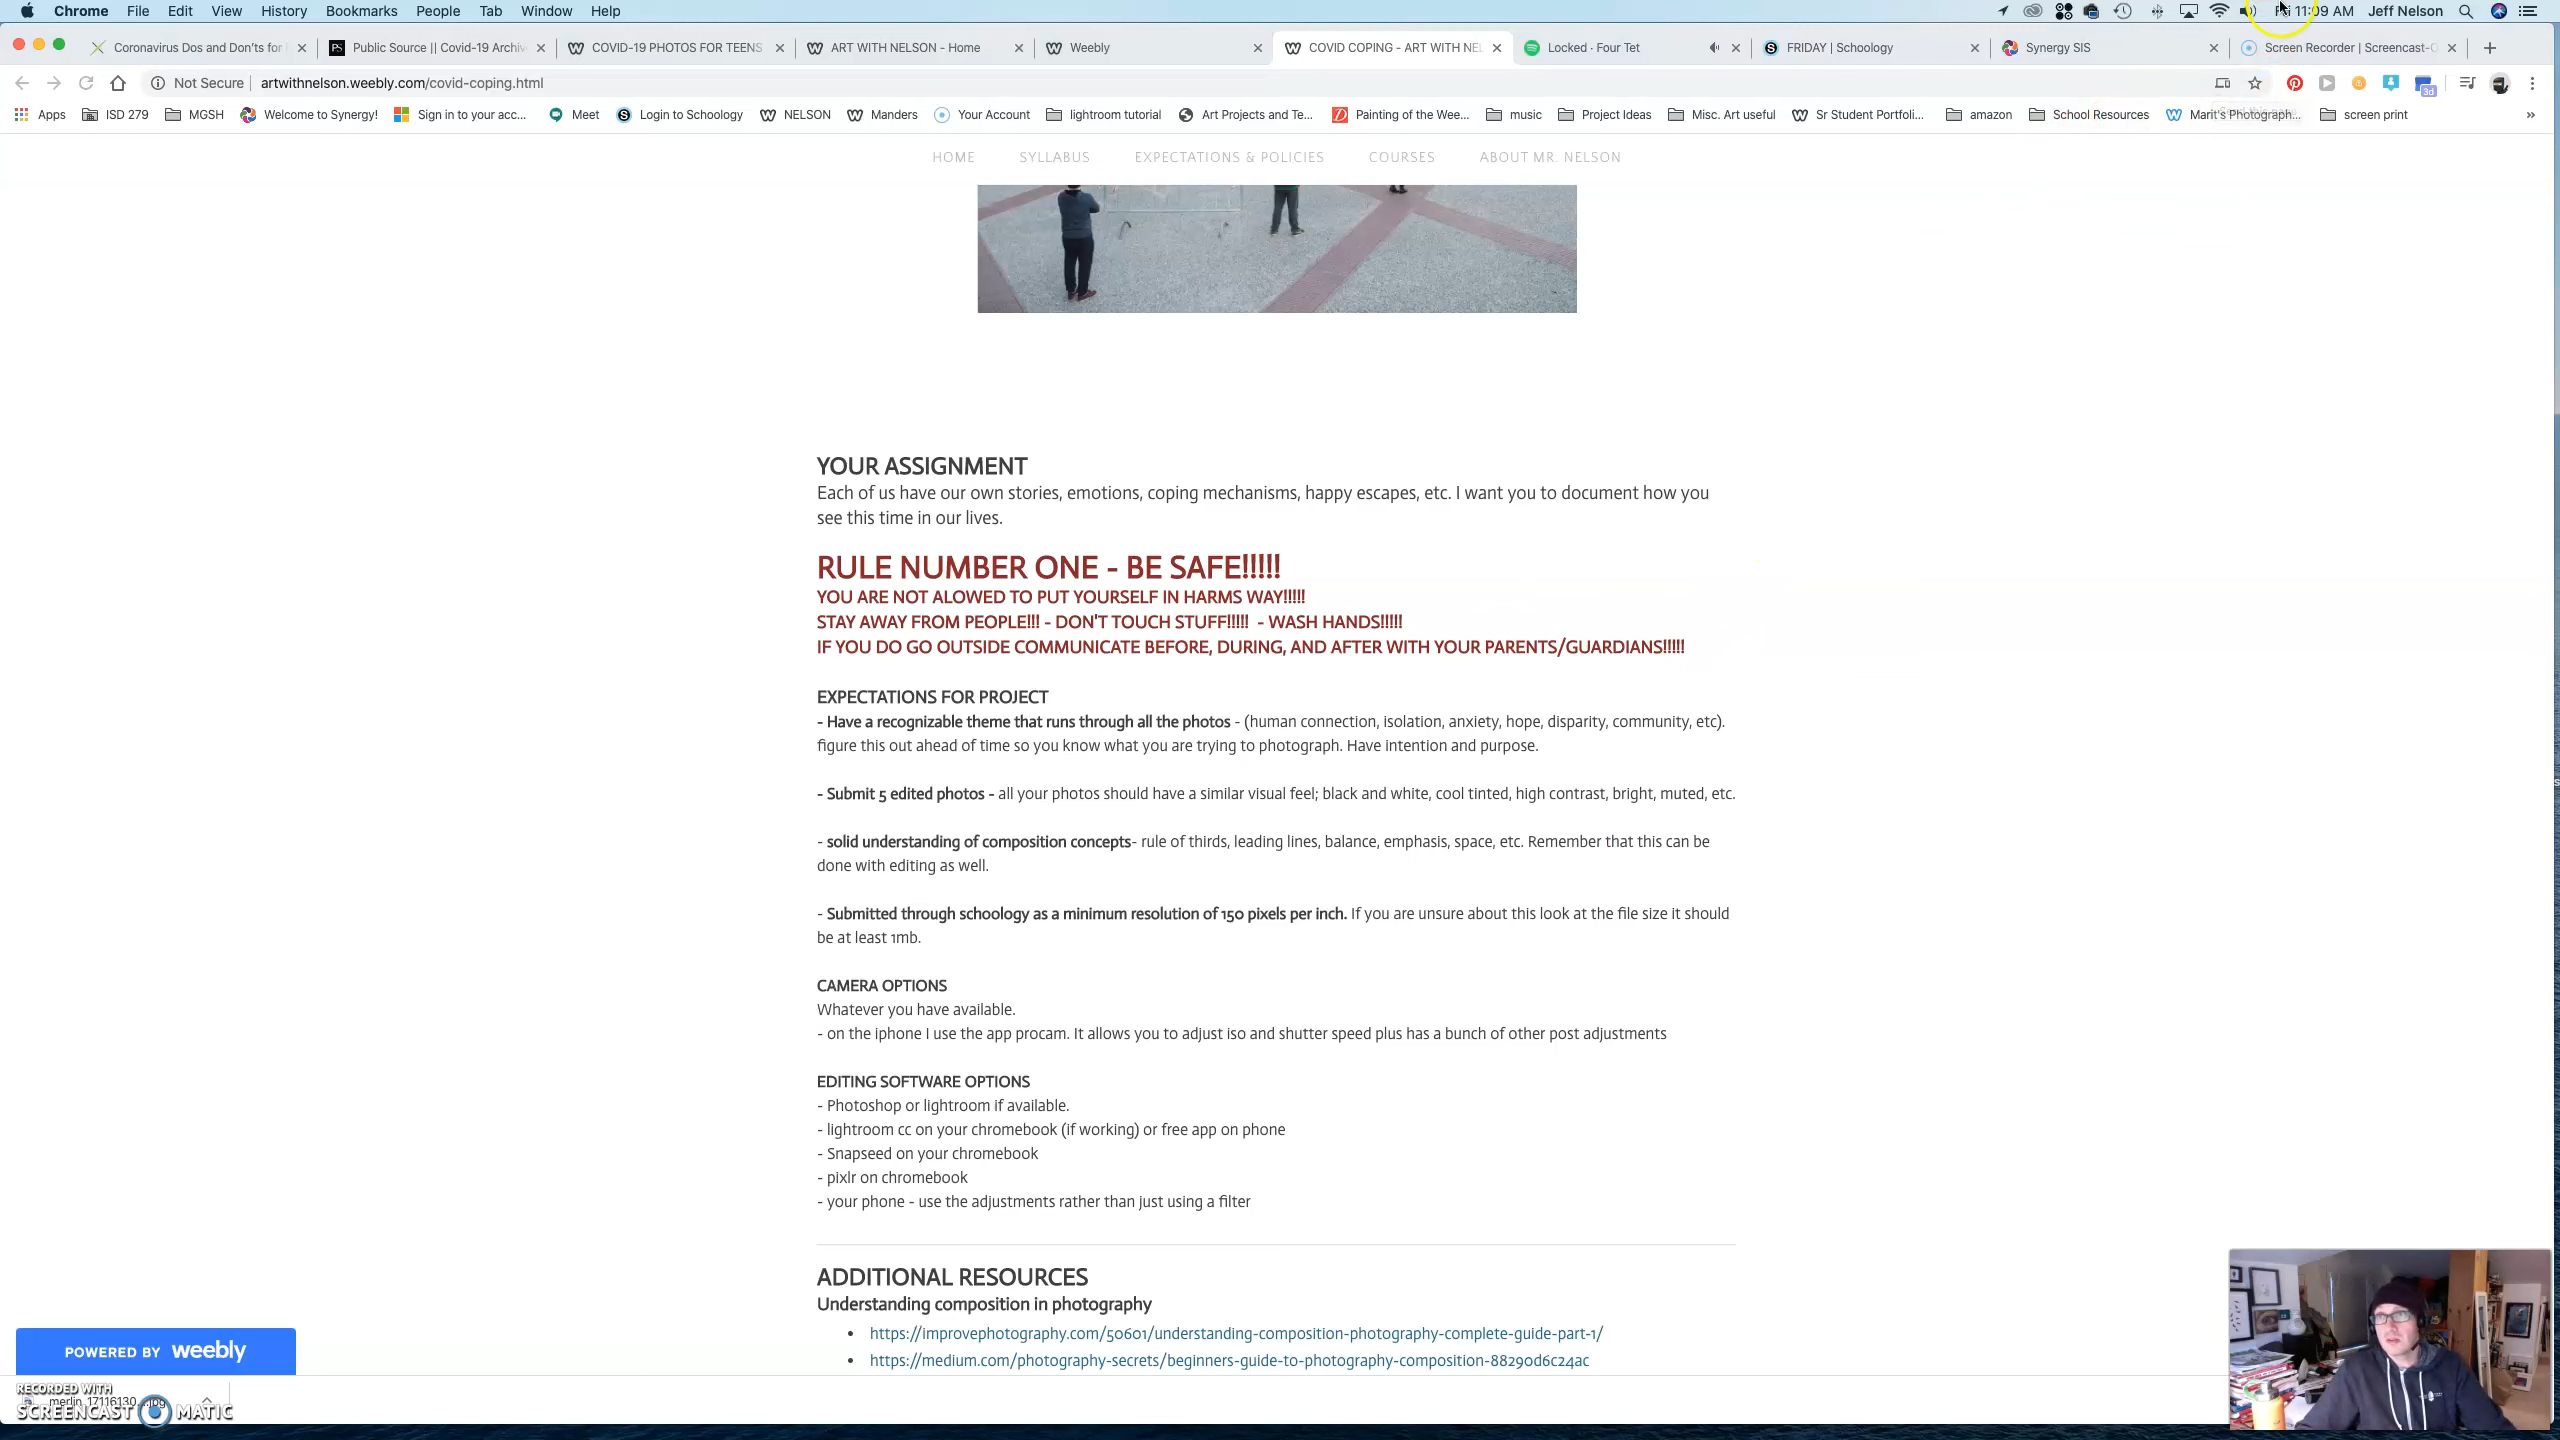 Chrome File Edit View History Bookmarks People Tab Window Help 11:09 AM Jeff Nelson
Coronavirus Dos and Don'ts for
Public Source || Covid-19 Archiv
COVID-19 PHOTOS FOR TEENS
ART WITH NELSON - Home
Weebly
COVID COPING - ART WITH NEL
Locked · Four Tet
FRIDAY | Schoology
Synergy SIS
Screen Recorder | Screencast-O
Not Secure artwithnelson.weebly.com/covid-coping.html
3d
Apps ISD 279 MGSH Welcome to Synergy! Sign in to your acc... Meet Login to Schoology NELSON Manders Your Account lightroom tutorial Art Projects and Te... Painting of the Wee... music Project Ideas Misc. Art useful Sr Student Portfoli... amazon School Resources Marit's Photograph... screen print »
HOME SYLLABUS EXPECTATIONS & POLICIES COURSES ABOUT MR. NELSON
YOUR ASSIGNMENT
Each of us have our own stories, emotions, coping mechanisms, happy escapes, etc. I want you to document how you
see this time in our lives.
RULE NUMBER ONE - BE SAFE!!!!!
YOU ARE NOT ALOWED TO PUT YOURSELF IN HARMS WAY!!!!!
STAY AWAY FROM PEOPLE!!! - DON'T TOUCH STUFF!!!!! - WASH HANDS!!!!!
IF YOU DO GO OUTSIDE COMMUNICATE BEFORE, DURING, AND AFTER WITH YOUR PARENTS/GUARDIANS!!!!!
EXPECTATIONS FOR PROJECT
- Have a recognizable theme that runs through all the photos - (human connection, isolation, anxiety, hope, disparity, community, etc).
figure this out ahead of time so you know what you are trying to photograph. Have intention and purpose.
- Submit 5 edited photos - all your photos should have a similar visual feel; black and white, cool tinted, high contrast, bright, muted, etc.
- solid understanding of composition concepts- rule of thirds, leading lines, balance, emphasis, space, etc. Remember that this can be
done with editing as well.
- Submitted through schoology as a minimum resolution of 150 pixels per inch. If you are unsure about this look at the file size it should
be at least 1mb.
CAMERA OPTIONS
Whatever you have available.
- on the iphone I use the app procam. It allows you to adjust iso and shutter speed plus has a bunch of other post adjustments
EDITING SOFTWARE OPTIONS
- Photoshop or lightroom if available.
- lightroom cc on your chromebook (if working) or free app on phone
- Snapseed on your chromebook
- pixlr on chromebook
- your phone - use the adjustments rather than just using a filter
ADDITIONAL RESOURCES
Understanding composition in photography
• https://improvephotography.com/50601/understanding-composition-photography-complete-guide-part-1/
• https://medium.com/photography-secrets/beginners-guide-to-photography-composition-88290d6c24ac
POWERED BY weebly
RECORDED WITH
merlin_17116130....jpg
SCREENCAST MATIC